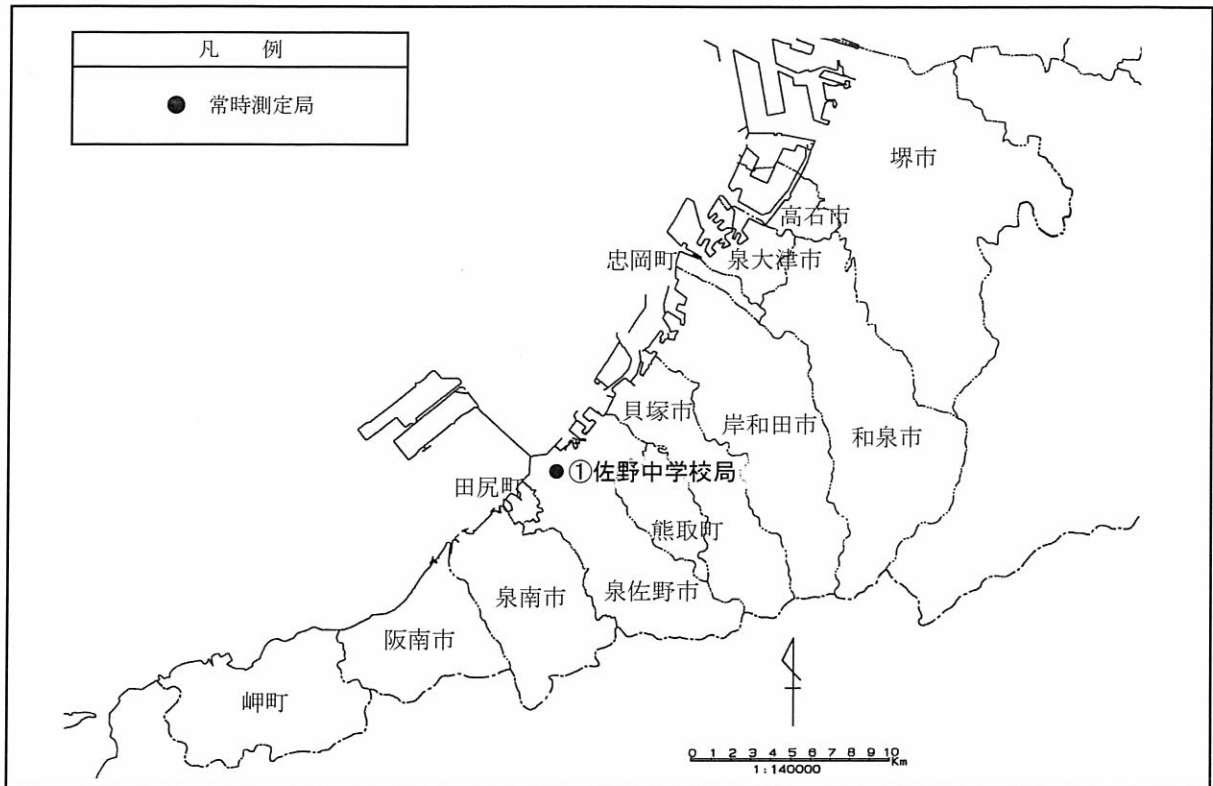 凡 例
● 常時測定局
堺市
高石市
忠岡町
泉大津市
貝塚市
岸和田市
和泉市
①佐野中学校局
田尻町
熊取町
泉南市
泉佐野市
阪南市
岬町
0 1 2 3 4 5 6 7 8 9 10 Km
1:140000